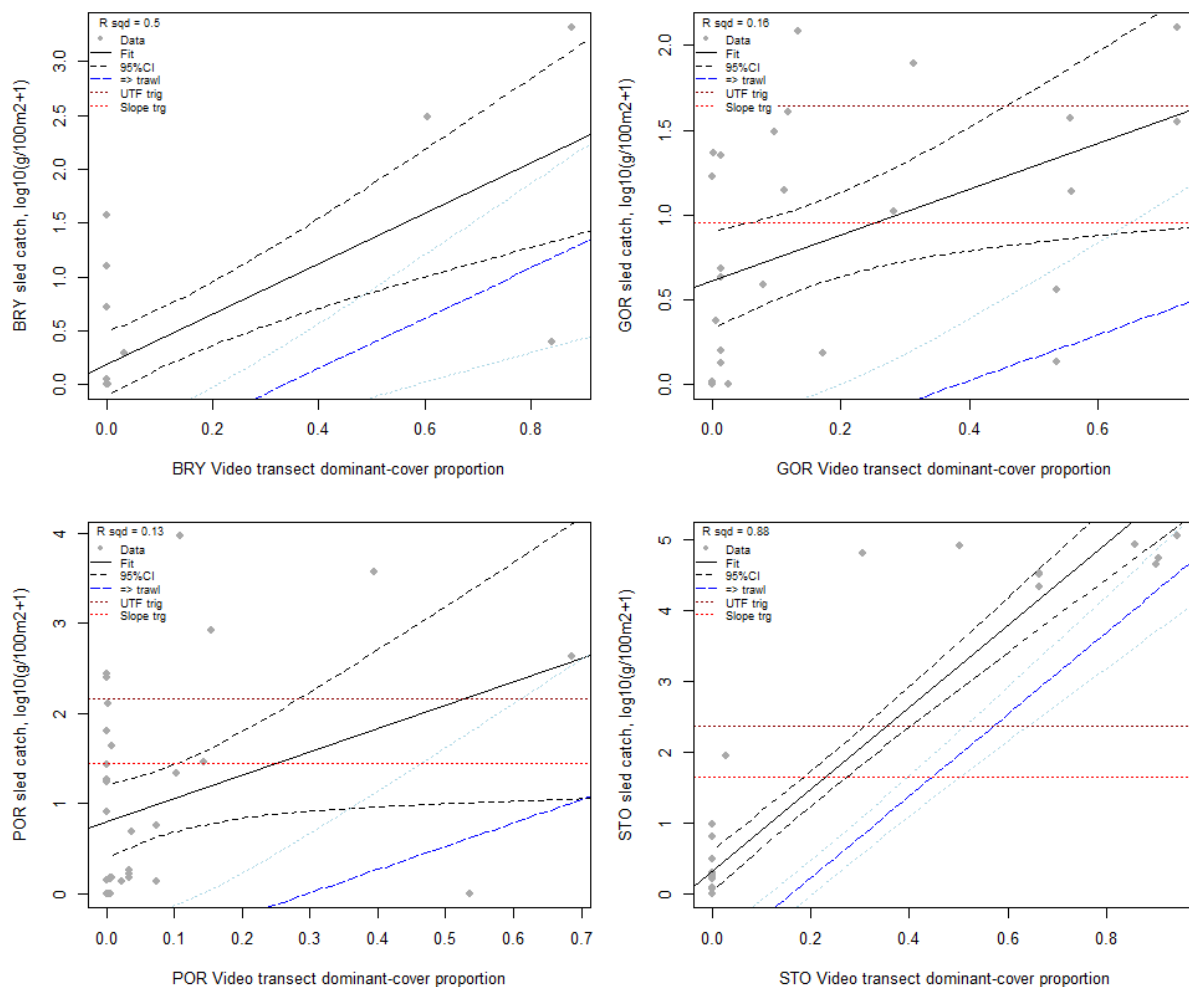 R sqd = 0.5
Data
Fit
95%CI
=> trawl
UTF trig
Slope trg
BRY sled catch, log10(g/100m2+1)
0.0 0.5 1.0 1.5 2.0 2.5 3.0
0.0 0.2 0.4 0.6 0.8
BRY Video transect dominant-cover proportion
R sqd = 0.16
Data
Fit
95%CI
=> trawl
UTF trig
Slope trg
GOR sled catch, log10(g/100m2+1)
0.0 0.5 1.0 1.5 2.0
0.0 0.2 0.4 0.6
GOR Video transect dominant-cover proportion
R sqd = 0.13
Data
Fit
95%CI
=> trawl
UTF trig
Slope trg
POR sled catch, log10(g/100m2+1)
0 1 2 3 4
0.0 0.1 0.2 0.3 0.4 0.5 0.6 0.7
POR Video transect dominant-cover proportion
R sqd = 0.88
Data
Fit
95%CI
=> trawl
UTF trig
Slope trg
STO sled catch, log10(g/100m2+1)
0 1 2 3 4 5
0.0 0.2 0.4 0.6 0.8
STO Video transect dominant-cover proportion